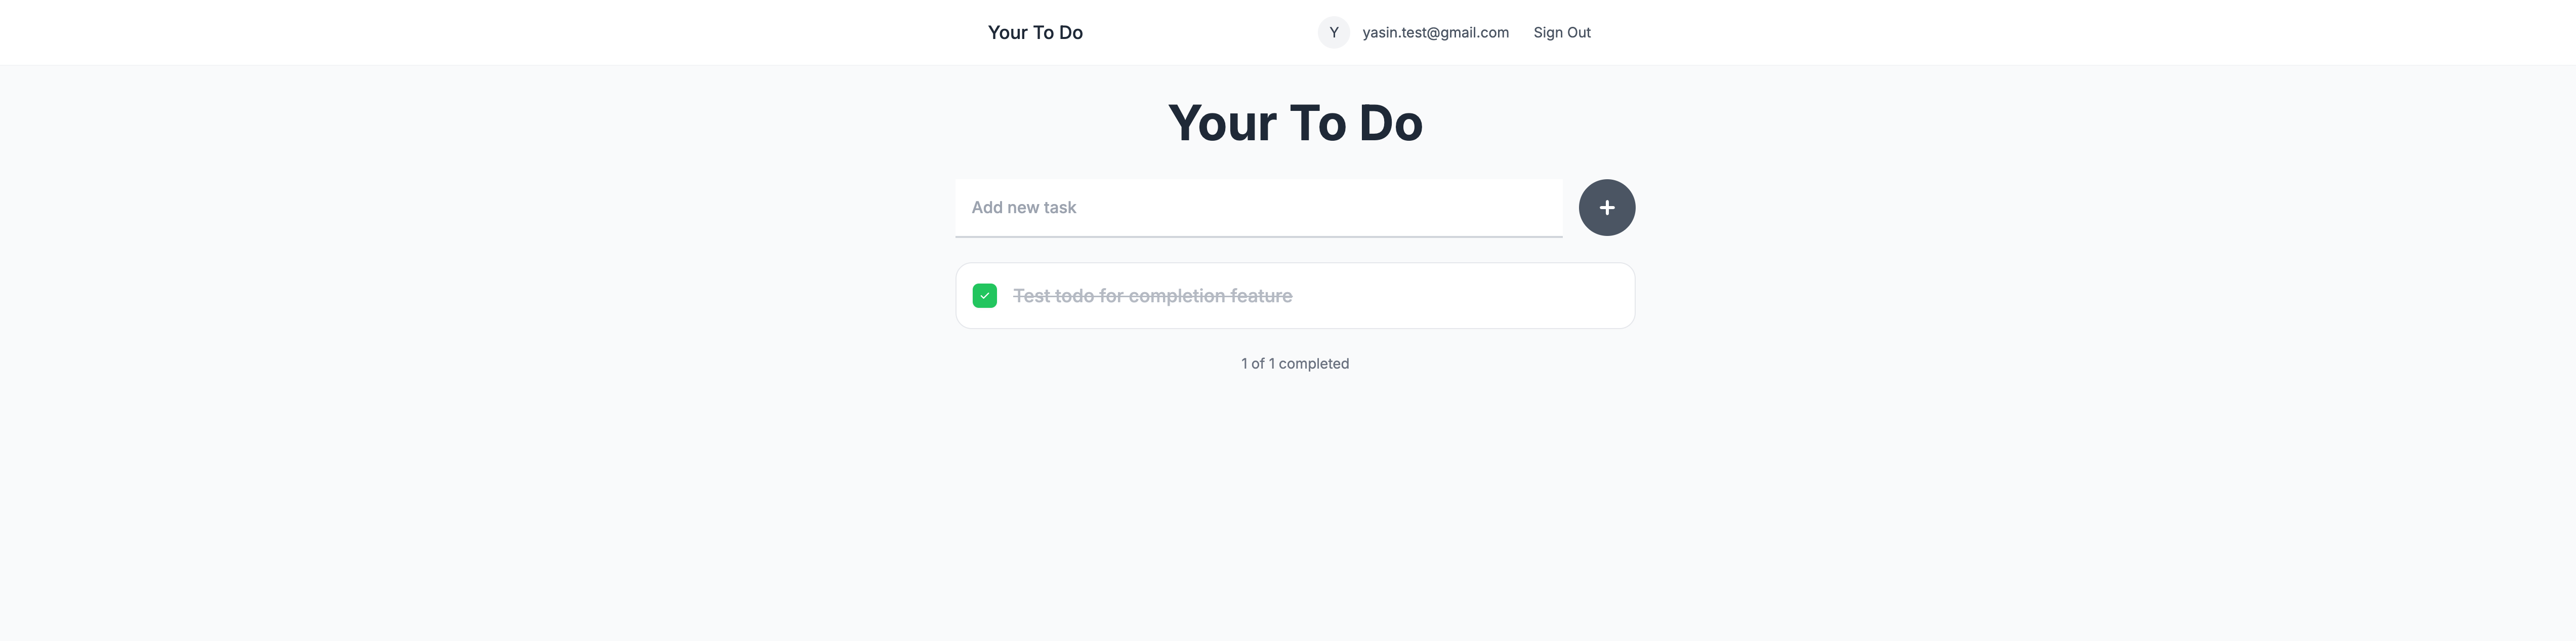 Your To Do
Y yasin.test@gmail.com Sign Out
Your To Do
Add new task
Test todo for completion feature
1 of 1 completed